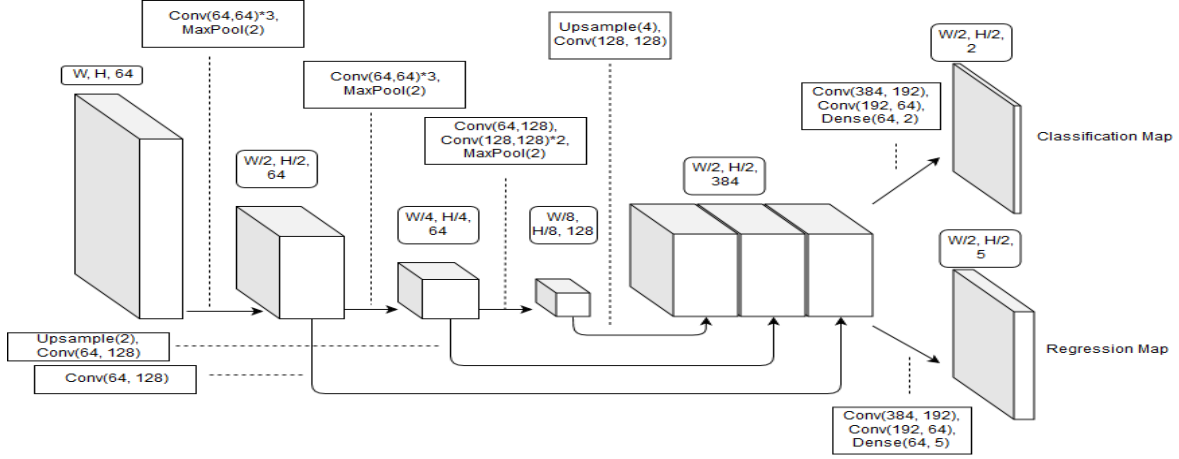 Conv(64,64)*3,
MaxPool(2)
W, H, 64
Conv(64,64)*3,
MaxPool(2)
Upsample(4),
Conv(128, 128)
W/2, H/2,
2
Conv(384, 192),
Conv(192, 64),
Dense(64, 2)
Classification Map
Conv(64,128),
Conv(128,128)*2,
MaxPool(2)
W/2, H/2,
64
W/4, H/4,
64
W/8,
H/8, 128
W/2, H/2,
384
W/2, H/2,
5
Upsample(2),
Conv(64, 128)
Conv(64, 128)
Regression Map
Conv(384, 192),
Conv(192, 64),
Dense(64, 5)